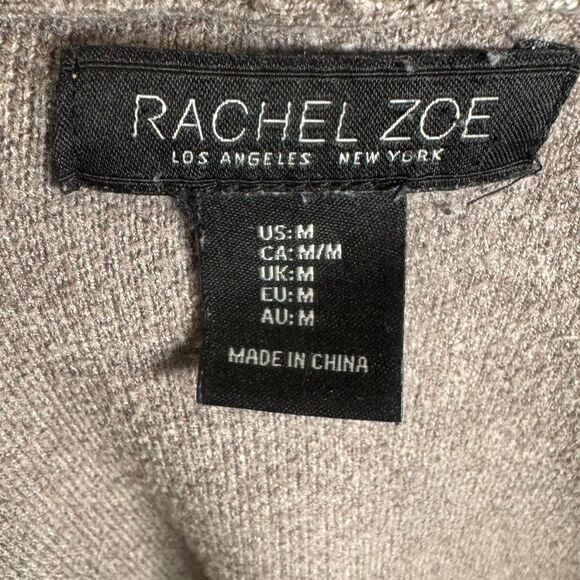 RACHEL ZOE
LOS ANGELES NEW YORK
US: M
CA: M/M
UK: M
EU: M
AU: M
MADE IN CHINA